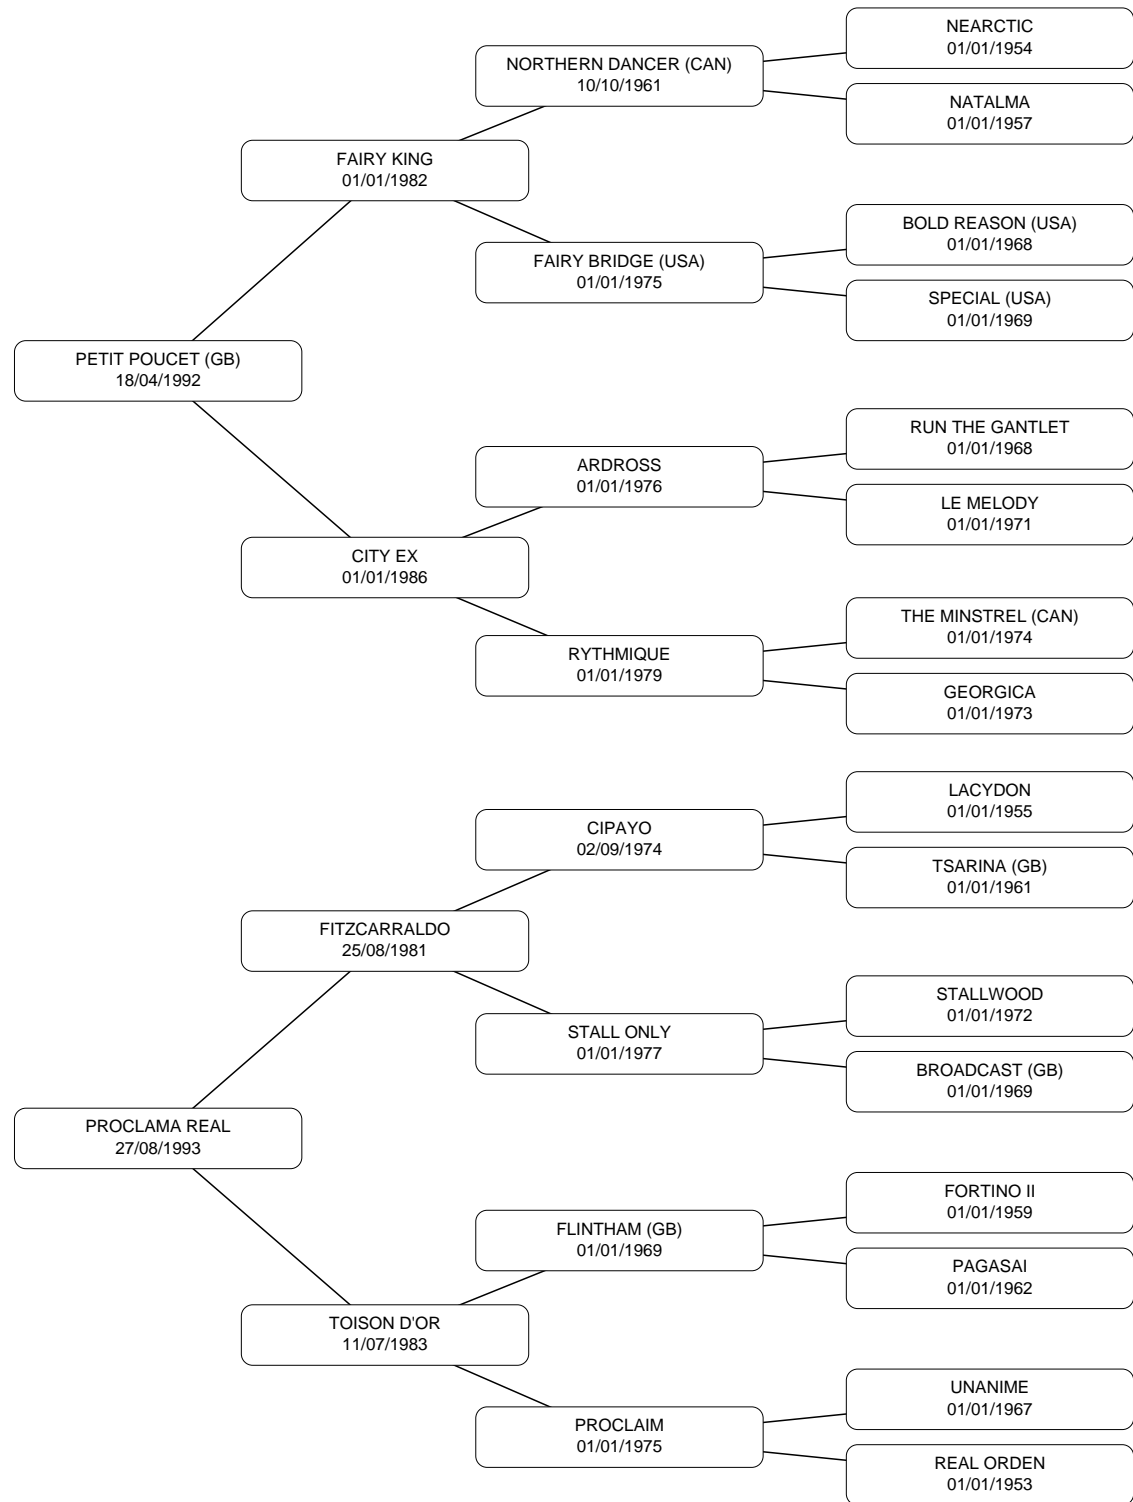 NEARCTIC
01/01/1954
NORTHERN DANCER (CAN)
10/10/1961
NATALMA
01/01/1957
FAIRY KING
01/01/1982
BOLD REASON (USA)
01/01/1968
FAIRY BRIDGE (USA)
01/01/1975
SPECIAL (USA)
01/01/1969
PETIT POUCET (GB)
18/04/1992
RUN THE GANTLET
01/01/1968
ARDROSS
01/01/1976
LE MELODY
01/01/1971
CITY EX
01/01/1986
THE MINSTREL (CAN)
01/01/1974
RYTHMIQUE
01/01/1979
GEORGICA
01/01/1973
LACYDON
01/01/1955
CIPAYO
02/09/1974
TSARINA (GB)
01/01/1961
FITZCARRALDO
25/08/1981
STALLWOOD
01/01/1972
STALL ONLY
01/01/1977
BROADCAST (GB)
01/01/1969
PROCLAMA REAL
27/08/1993
FORTINO II
01/01/1959
FLINTHAM (GB)
01/01/1969
PAGASAI
01/01/1962
TOISON D'OR
11/07/1983
UNANIME
01/01/1967
PROCLAIM
01/01/1975
REAL ORDEN
01/01/1953